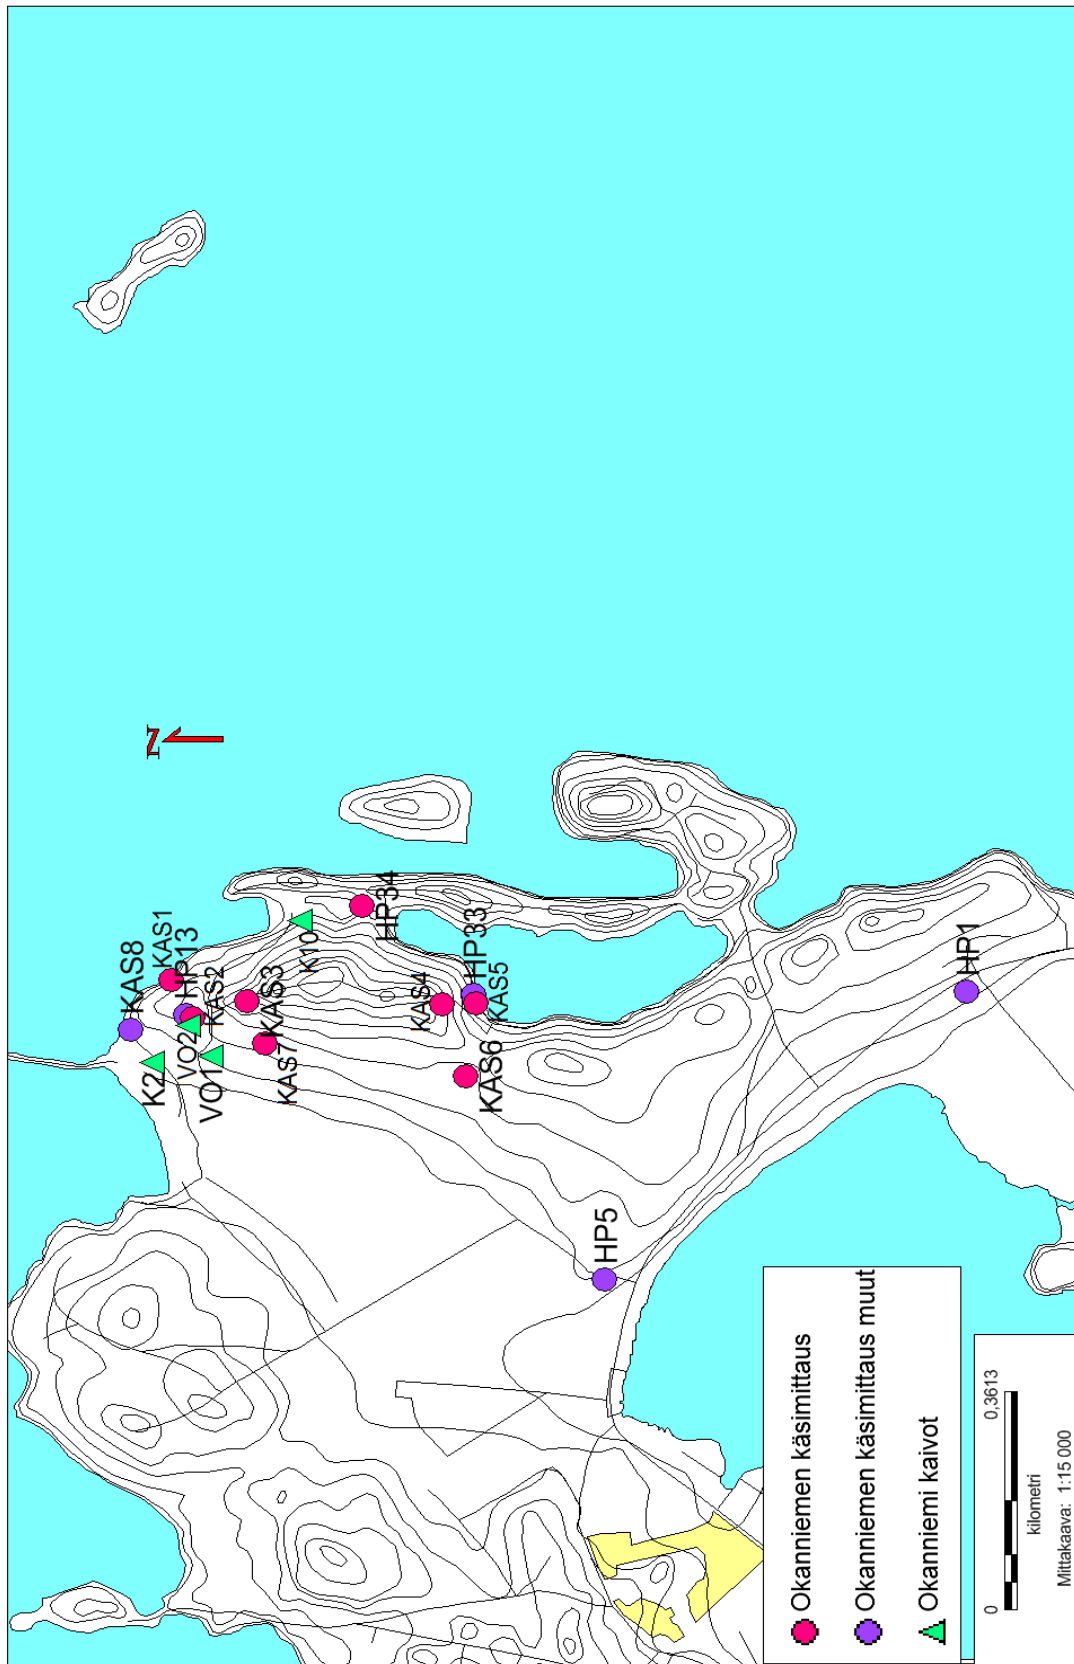 N
KAS8
KAS1
K2
HP13
VO2
KAS2
VO1
KAS3
KAS7
K10
HP34
KAS4
HP33
KAS5
KAS6
HP5
HP1
Okanniemen käsimittaus
Okanniemen käsimittaus muut
Okanniemi kaivot
0 0,3613
kilometri
Mittakaava: 1:15 000